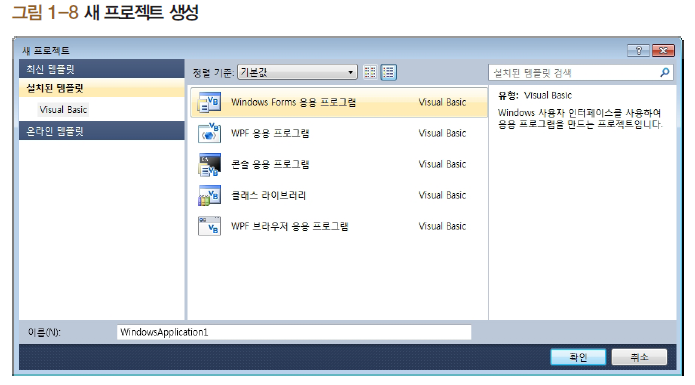 그림 1-8 새 프로젝트 생성
새 프로젝트
최신 템플릿
설치된 템플릿
Visual Basic
온라인 템플릿
정렬 기준: 기본값
설치된 템플릿 검색
Windows Forms 응용 프로그램 Visual Basic
WPF 응용 프로그램 Visual Basic
콘솔 응용 프로그램 Visual Basic
클래스 라이브러리 Visual Basic
WPF 브라우저 응용 프로그램 Visual Basic
유형: Visual Basic
Windows 사용자 인터페이스를 사용하여
응용 프로그램을 만드는 프로젝트입니다.
이름(N): WindowsApplication1
확인 취소